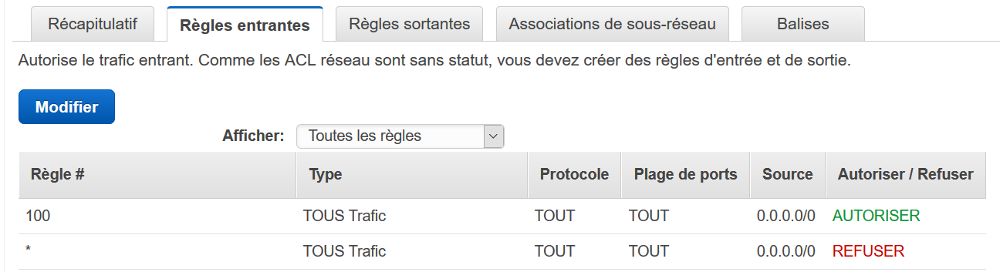 Récapitulatif Règles entrantes Règles sortantes Associations de sous-réseau Balises
Autorise le trafic entrant. Comme les ACL réseau sont sans statut, vous devez créer des règles d'entrée et de sortie.
Modifier
Afficher: Toutes les règles
Règle # Type Protocole Plage de ports Source Autoriser / Refuser
100 TOUS Trafic TOUT TOUT 0.0.0.0/0 AUTORISER
* TOUS Trafic TOUT TOUT 0.0.0.0/0 REFUSER